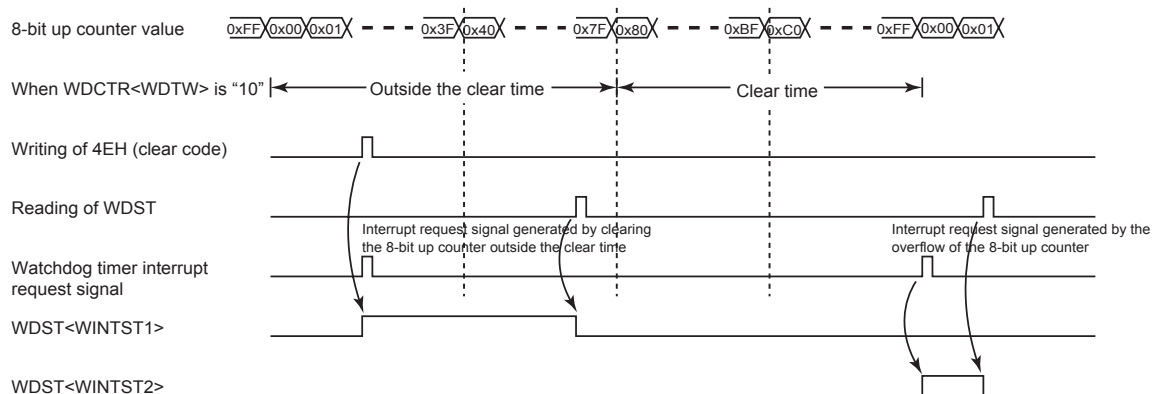 8-bit up counter value 0xFF 0x00 0x01 0x3F 0x40 0x7F 0x80 0xBF 0xC0 0xFF 0x00 0x01
When WDCTR<WDTW> is “10” Outside the clear time Clear time
Writing of 4EH (clear code)
Reading of WDST
Interrupt request signal generated by clearing
the 8-bit up counter outside the clear time
Interrupt request signal generated by the
overflow of the 8-bit up counter
Watchdog timer interrupt
request signal
WDST<WINTST1>
WDST<WINTST2>